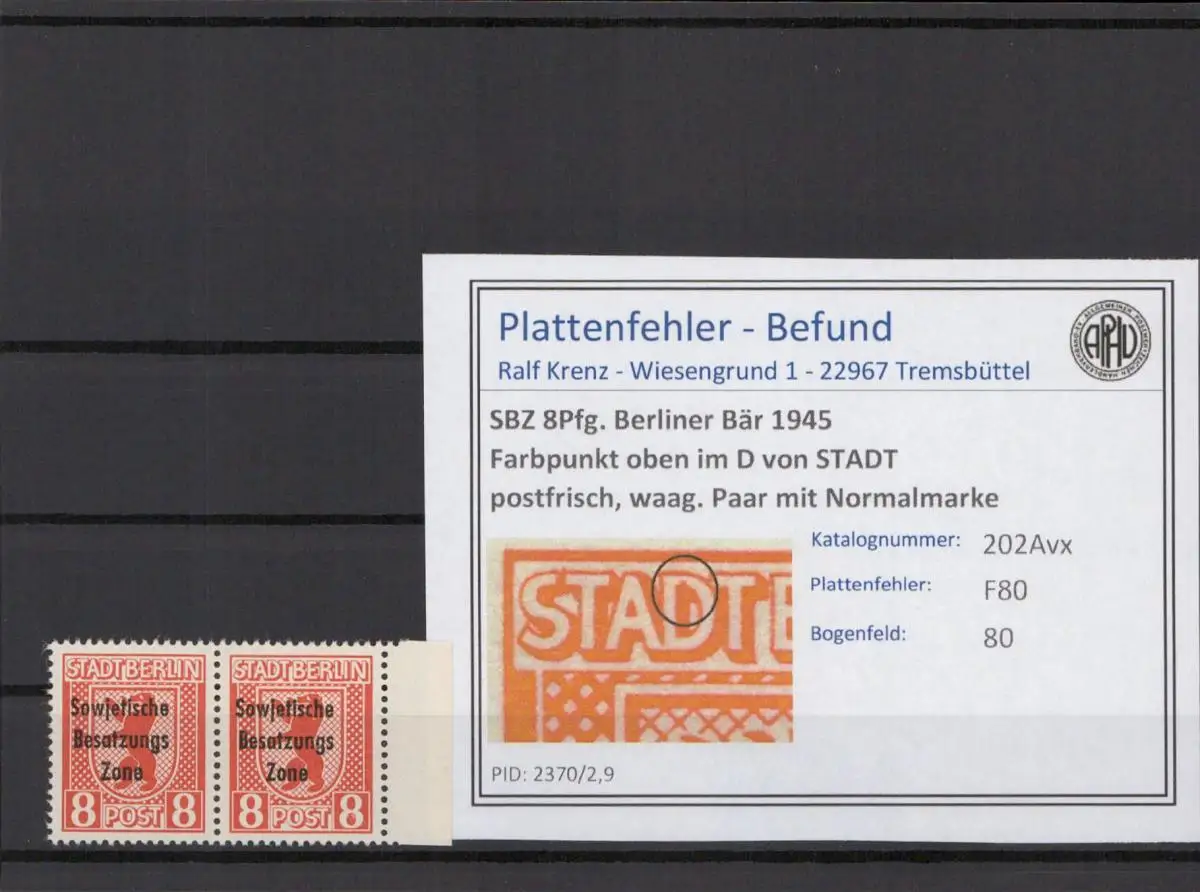 Plattenfehler - Befund
Ralf Krenz - Wiesengrund 1 - 22967 Tremsbüttel
APHV
SBZ 8Pfg. Berliner Bär 1945
Farbpunkt oben im D von STADT
postfrisch, waag. Paar mit Normalmarke
STADT
Katalognummer: 202Avx
Plattenfehler: F80
Bogenfeld: 80
PID: 2370/2,9
STADT BERLIN
Sowjetische
Besatzungs
Zone
8 POST 8
STADT BERLIN
Sowjetische
Besatzungs
Zone
8 POST 8